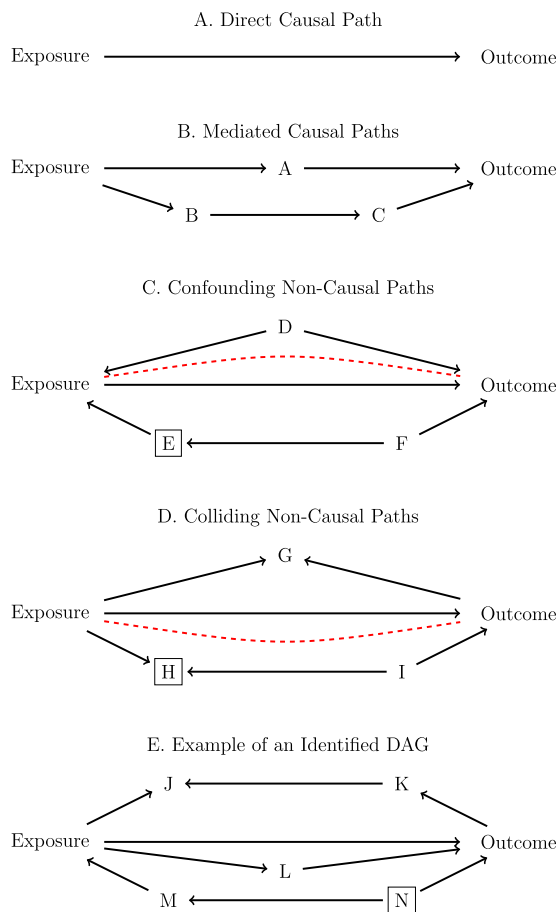 A. Direct Causal Path
Exposure Outcome
B. Mediated Causal Paths
Exposure A Outcome
B C
C. Confounding Non-Causal Paths
D
Exposure Outcome
E F
D. Colliding Non-Causal Paths
G
Exposure Outcome
H I
E. Example of an Identified DAG
J K
Exposure Outcome
L
M N